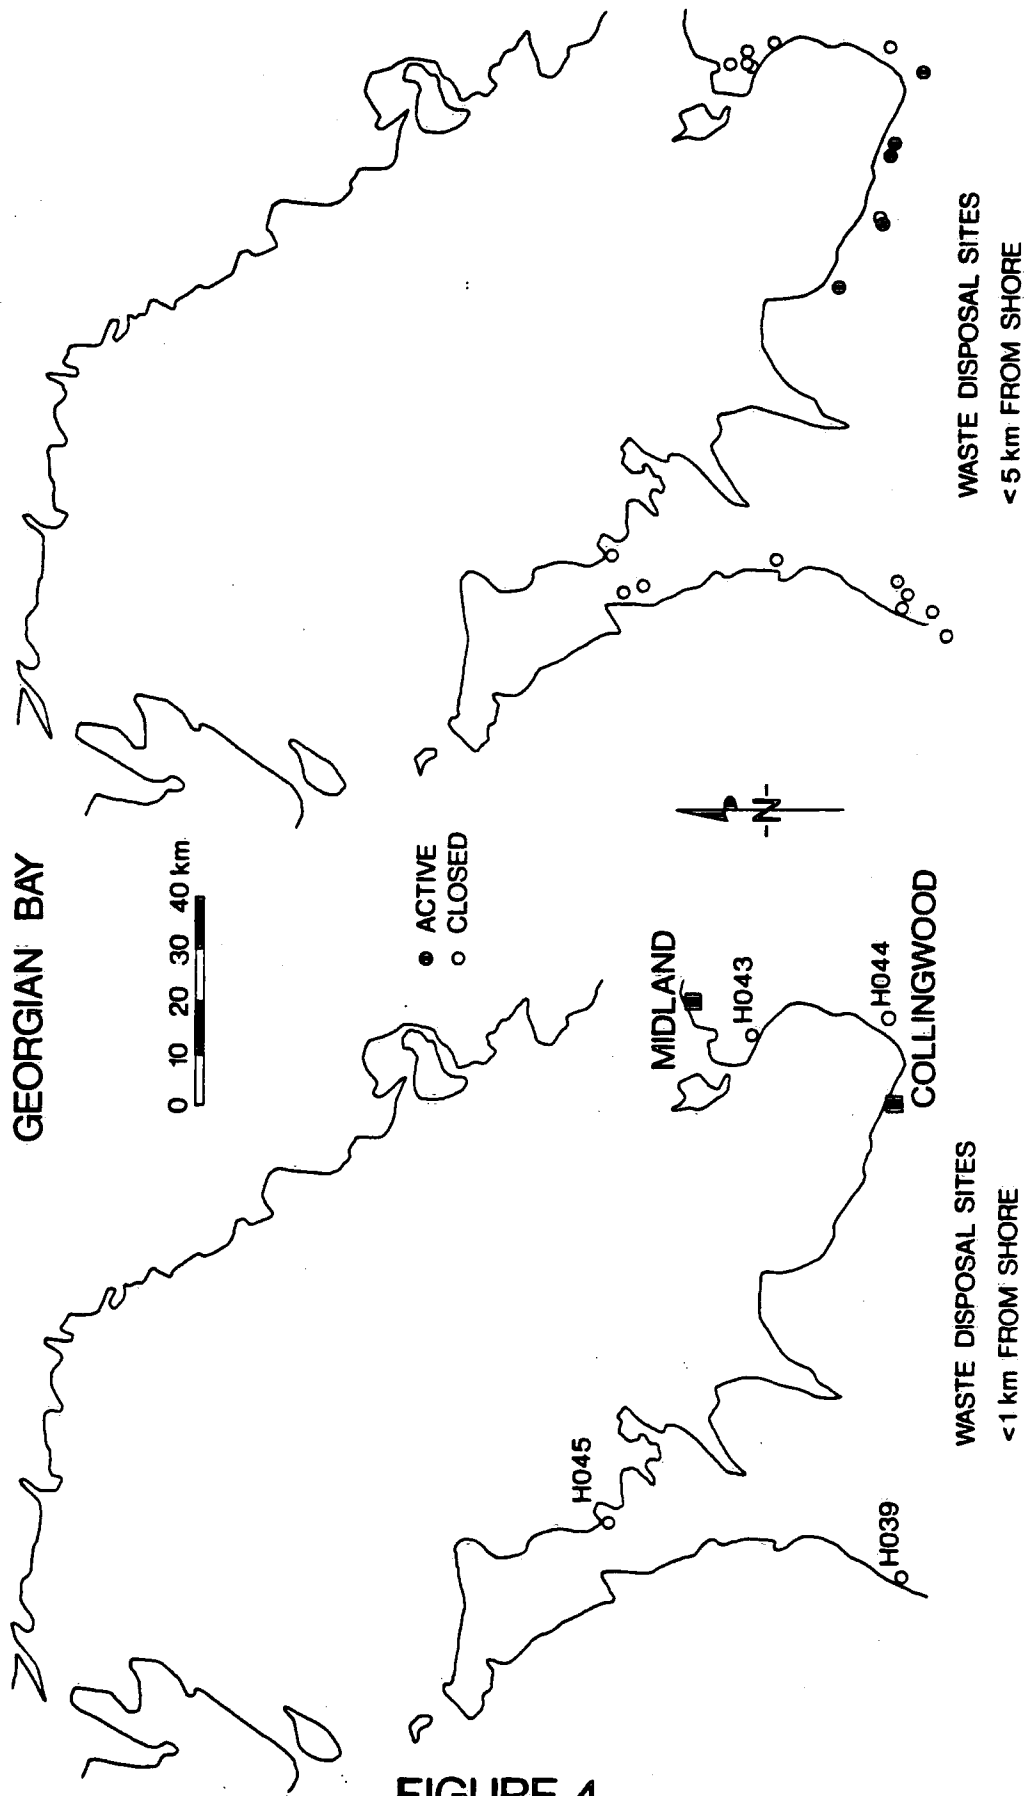 GEORGIAN BAY
0 10 20 30 40 km
ACTIVE
CLOSED
-N-
MIDLAND
H043
H044
COLLINGWOOD
H045
H039
WASTE DISPOSAL SITES
<1 km FROM SHORE
WASTE DISPOSAL SITES
<5 km FROM SHORE
FIGURE 4